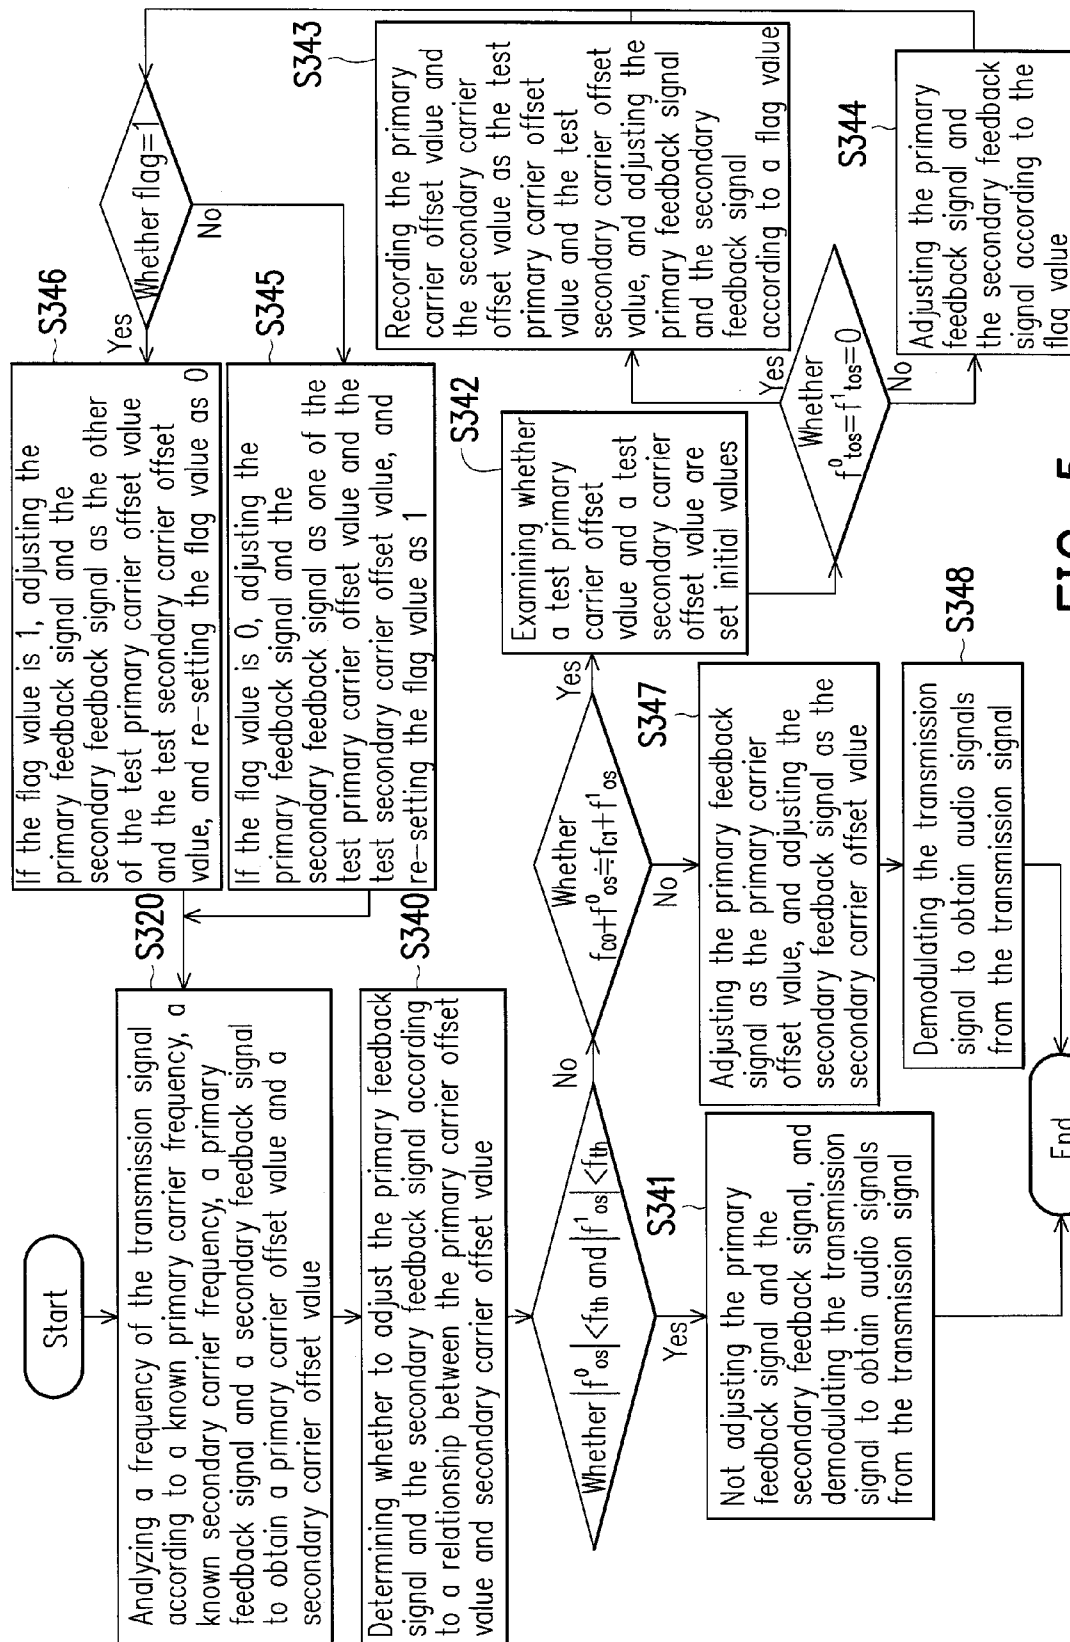 Start
S320
Analyzing a frequency of the transmission signal
according to a known primary carrier frequency, a
known secondary carrier frequency, a primary
feedback signal and a secondary feedback signal
to obtain a primary carrier offset value and a
secondary carrier offset value
S340
Determining whether to adjust the primary feedback
signal and the secondary feedback signal according
to a relationship between the primary carrier offset
value and secondary carrier offset value
Whether |f⁰os|<fth and |f¹os|<fth
Yes
No
S341
Not adjusting the primary
feedback signal and the
secondary feedback signal, and
demodulating the transmission
signal to obtain audio signals
from the transmission signal
Whether
fC0+f⁰os≒fC1+f¹os
Yes
No
S347
Adjusting the primary feedback
signal as the primary carrier
offset value, and adjusting the
secondary feedback signal as the
secondary carrier offset value
S348
Demodulating the transmission
signal to obtain audio signals
from the transmission signal
End
S342
Examining whether
a test primary
carrier offset
value and a test
secondary carrier
offset value are
set initial values
Whether
f⁰tos=f¹tos=0
Yes
No
S343
Recording the primary
carrier offset value and
the secondary carrier
offset value as the test
primary carrier offset
value and the test
secondary carrier offset
value, and adjusting the
primary feedback signal
and the secondary
feedback signal
according to a flag value
S344
Adjusting the primary
feedback signal and
the secondary feedback
signal according to the
flag value
Whether flag=1
Yes
No
S346
If the flag value is 1, adjusting the
primary feedback signal and the
secondary feedback signal as the other
of the test primary carrier offset value
and the test secondary carrier offset
value, and re-setting the flag value as 0
S345
If the flag value is 0, adjusting the
primary feedback signal and the
secondary feedback signal as one of the
test primary carrier offset value and the
test secondary carrier offset value, and
re-setting the flag value as 1
FIG. 5